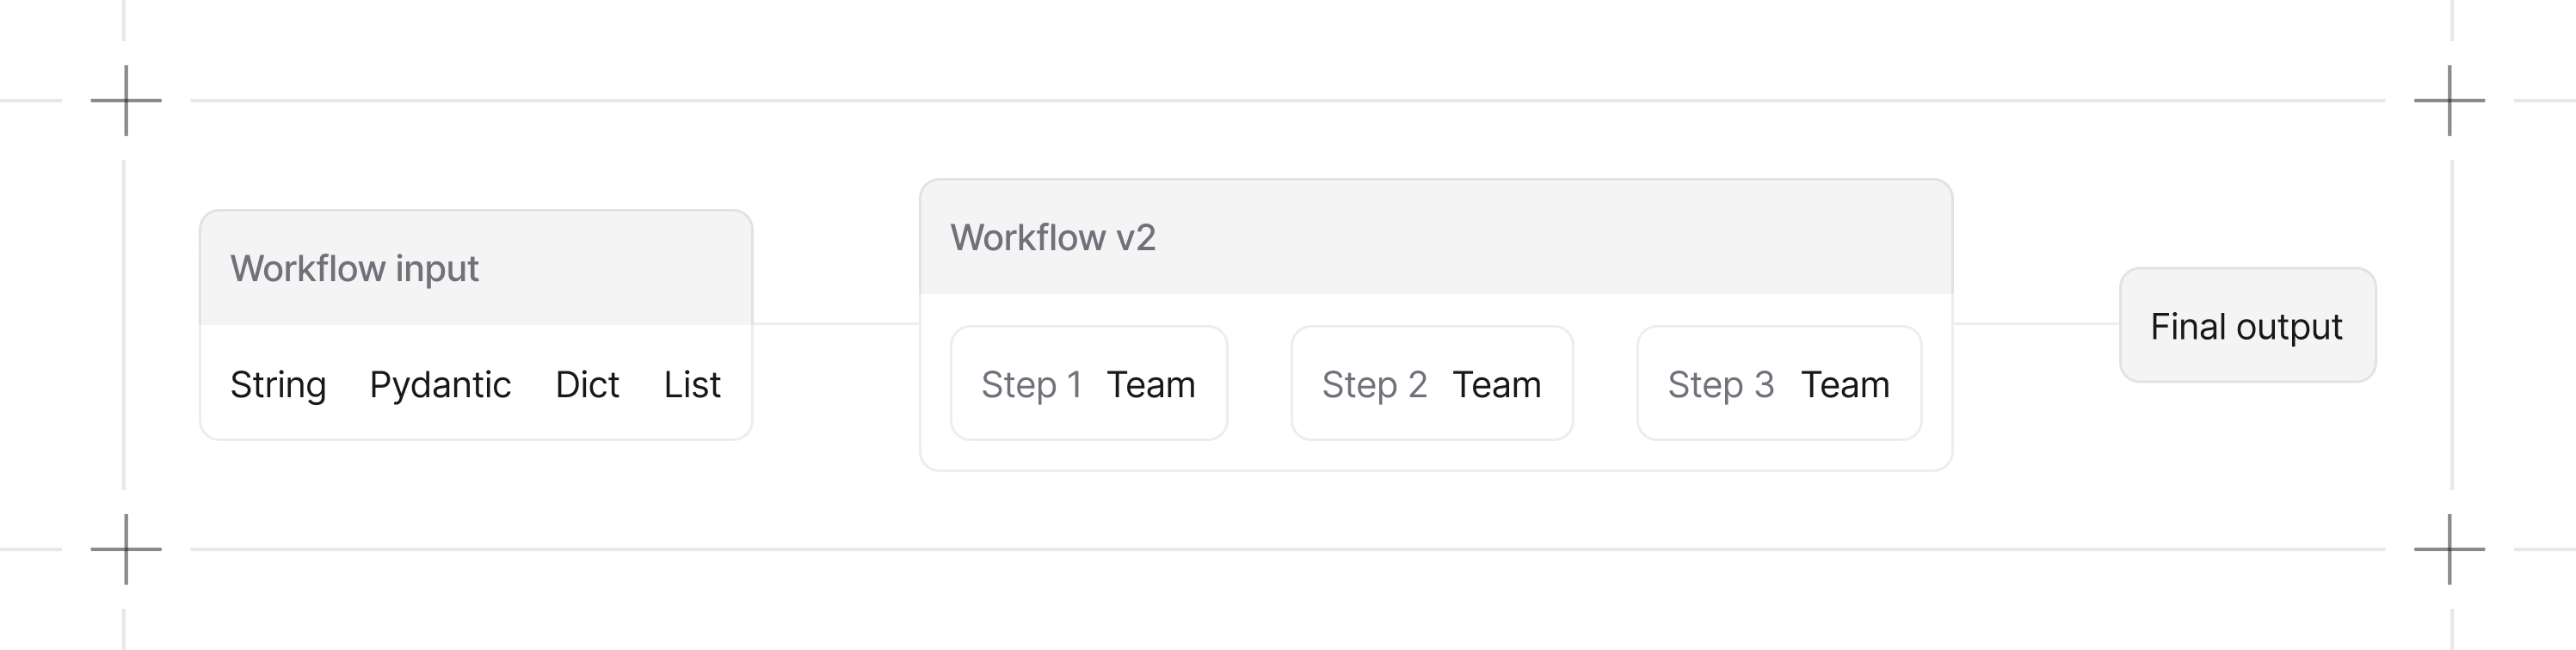 Workflow input
String Pydantic Dict List
Workflow v2
Step 1 Team
Step 2 Team
Step 3 Team
Final output